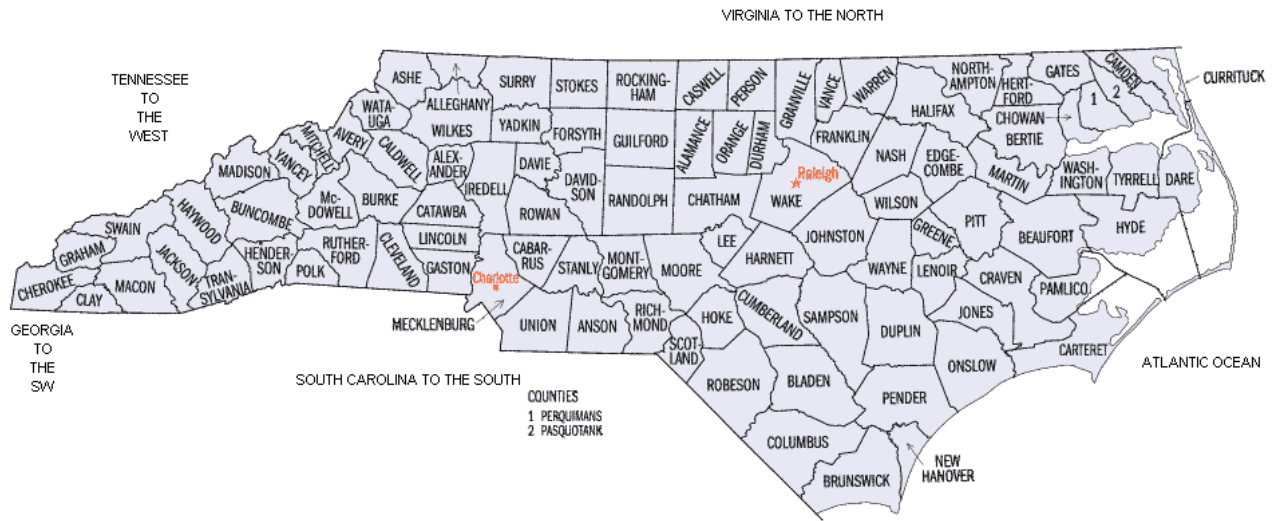 VIRGINIA TO THE NORTH
TENNESSEE
TO
THE
WEST
ASHE
ALLEGHANY
SURRY
STOKES
ROCKING-
HAM
CASWELL
PERSON
GRANVILLE
VANCE
WARREN
NORTH-
AMPTON
HERT-
FORD
GATES
CAMDEN
CURRITUCK
1
2
WATA-
UGA
WILKES
YADKIN
FORSYTH
GUILFORD
ALAMANCE
ORANGE
DURHAM
FRANKLIN
HALIFAX
CHOWAN
BERTIE
MITCHELL
AVERY
CALDWELL
ALEX-
ANDER
IREDELL
DAVIE
DAVID-
SON
RANDOLPH
CHATHAM
Raleigh
WAKE
NASH
EDGE-
COMBE
MARTIN
WASH-
INGTON
TYRRELL
DARE
MADISON
YANCEY
Mc-
DOWELL
BURKE
CATAWBA
ROWAN
WILSON
PITT
BEAUFORT
HYDE
SWAIN
HAYWOOD
BUNCOMBE
RUTHER-
FORD
CLEVELAND
LINCOLN
CABAR-
RUS
STANLY
MONT-
GOMERY
MOORE
LEE
HARNETT
JOHNSTON
GREENE
GRAHAM
JACKSON
HENDER-
SON
POLK
GASTON
Charlotte
WAYNE
LENOIR
CRAVEN
PAMLICO
CHEROKEE
CLAY
MACON
TRAN-
SYLVANIA
MECKLENBURG
UNION
ANSON
RICH-
MOND
SCOT-
LAND
HOKE
CUMBERLAND
SAMPSON
DUPLIN
JONES
CARTERET
GEORGIA
TO
THE
SW
SOUTH CAROLINA TO THE SOUTH
ATLANTIC OCEAN
ROBESON
BLADEN
PENDER
ONSLOW
COUNTIES
1 PERQUIMANS
2 PASQUOTANK
COLUMBUS
BRUNSWICK
NEW
HANOVER